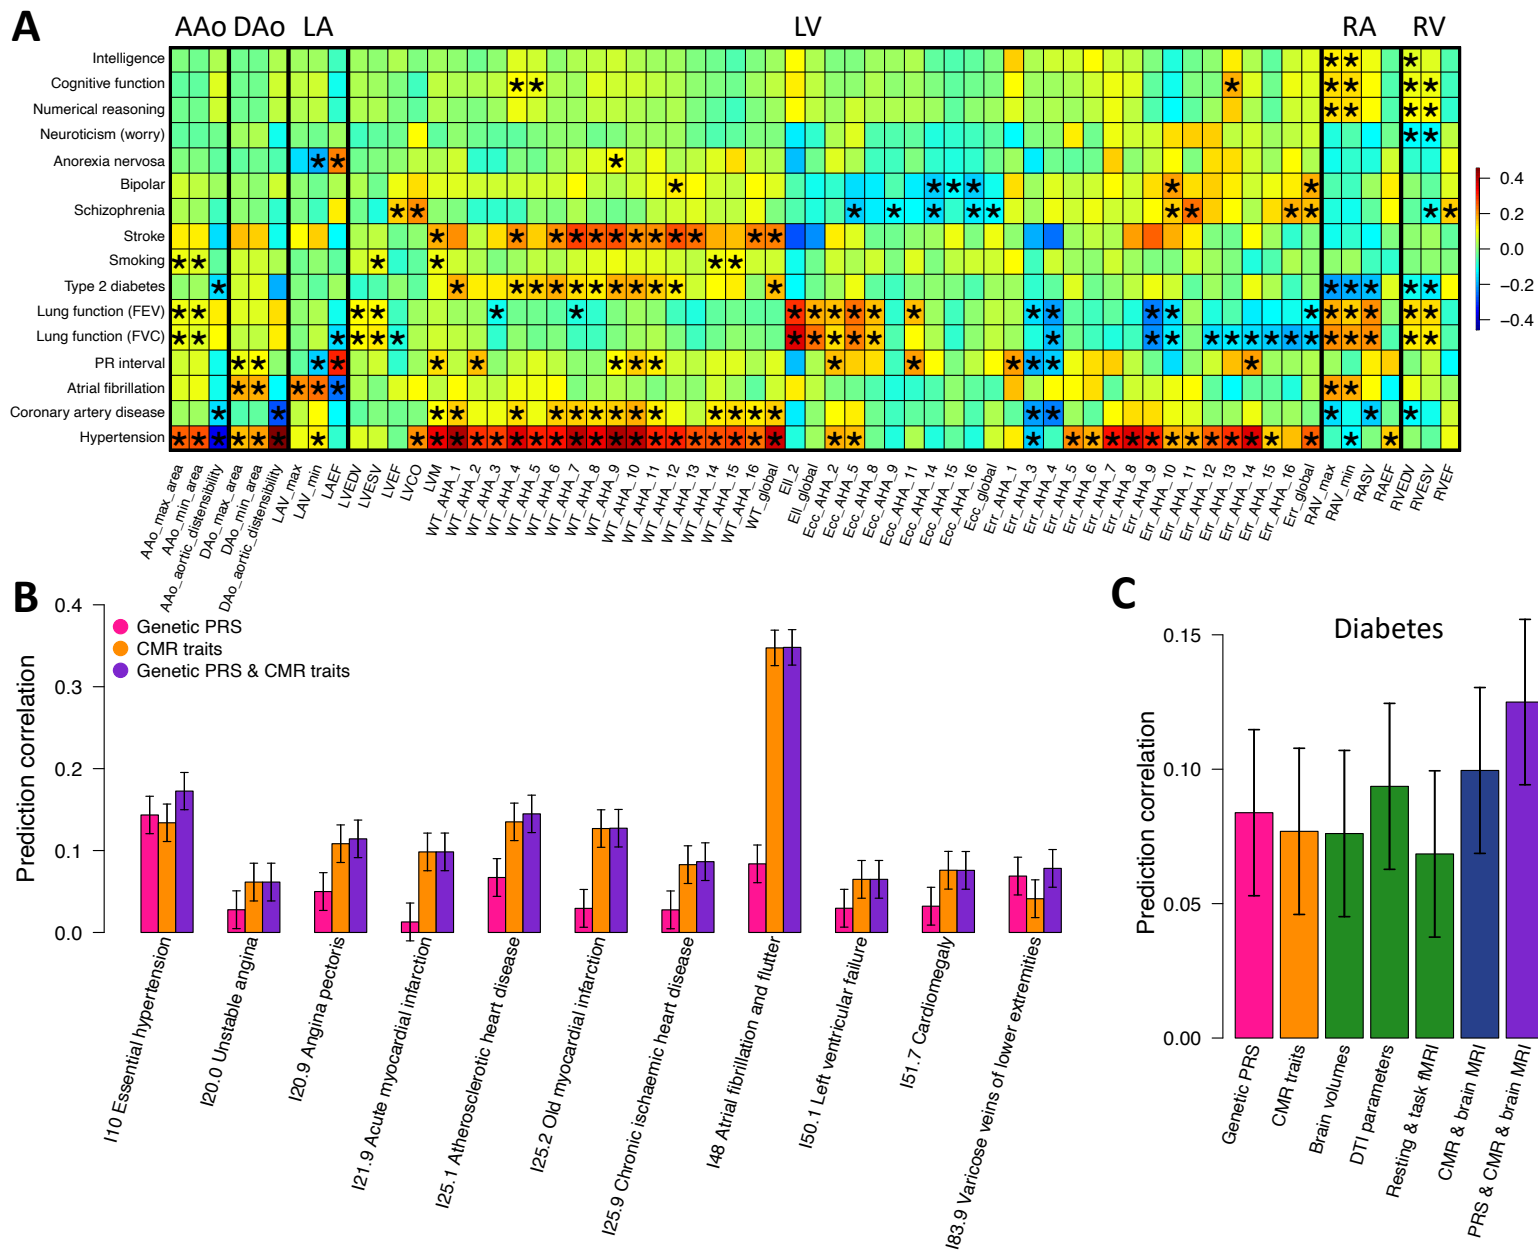 A
AAo DAo LA LV RA RV
Intelligence
Cognitive function
Numerical reasoning
Neuroticism (worry)
Anorexia nervosa
Bipolar
Schizophrenia
Stroke
Smoking
Type 2 diabetes
Lung function (FEV)
Lung function (FVC)
PR interval
Atrial fibrillation
Coronary artery disease
Hypertension
0.4
0.2
0.0
−0.2
−0.4
AAo_max_area
AAo_min_area
AAo_aortic_distensibility
DAo_max_area
DAo_min_area
DAo_aortic_distensibility
LAV_max
LAV_min
LAEF
LVEDV
LVESV
LVEF
LVCO
LVM
WT_AHA_1
WT_AHA_2
WT_AHA_3
WT_AHA_4
WT_AHA_5
WT_AHA_6
WT_AHA_7
WT_AHA_8
WT_AHA_9
WT_AHA_10
WT_AHA_11
WT_AHA_12
WT_AHA_13
WT_AHA_14
WT_AHA_15
WT_AHA_16
WT_global
Ell_2
Ell_global
Ecc_AHA_2
Ecc_AHA_5
Ecc_AHA_8
Ecc_AHA_9
Ecc_AHA_11
Ecc_AHA_14
Ecc_AHA_15
Ecc_AHA_16
Ecc_global
Err_AHA_1
Err_AHA_3
Err_AHA_4
Err_AHA_5
Err_AHA_6
Err_AHA_7
Err_AHA_8
Err_AHA_9
Err_AHA_10
Err_AHA_11
Err_AHA_12
Err_AHA_13
Err_AHA_14
Err_AHA_15
Err_AHA_16
Err_global
RAV_max
RAV_min
RASV
RAEF
RVEDV
RVESV
RVEF
B
Prediction correlation
0.4
0.3
0.2
0.1
0.0
Genetic PRS
CMR traits
Genetic PRS & CMR traits
I10 Essential hypertension
I20.0 Unstable angina
I20.9 Angina pectoris
I21.9 Acute myocardial infarction
I25.1 Atherosclerotic heart disease
I25.2 Old myocardial infarction
I25.9 Chronic ischaemic heart disease
I48 Atrial fibrillation and flutter
I50.1 Left ventricular failure
I51.7 Cardiomegaly
I83.9 Varicose veins of lower extremities
C
Diabetes
Prediction correlation
0.15
0.10
0.05
0.00
Genetic PRS
CMR traits
Brain volumes
DTI parameters
Resting & task fMRI
CMR & brain MRI
PRS & CMR & brain MRI